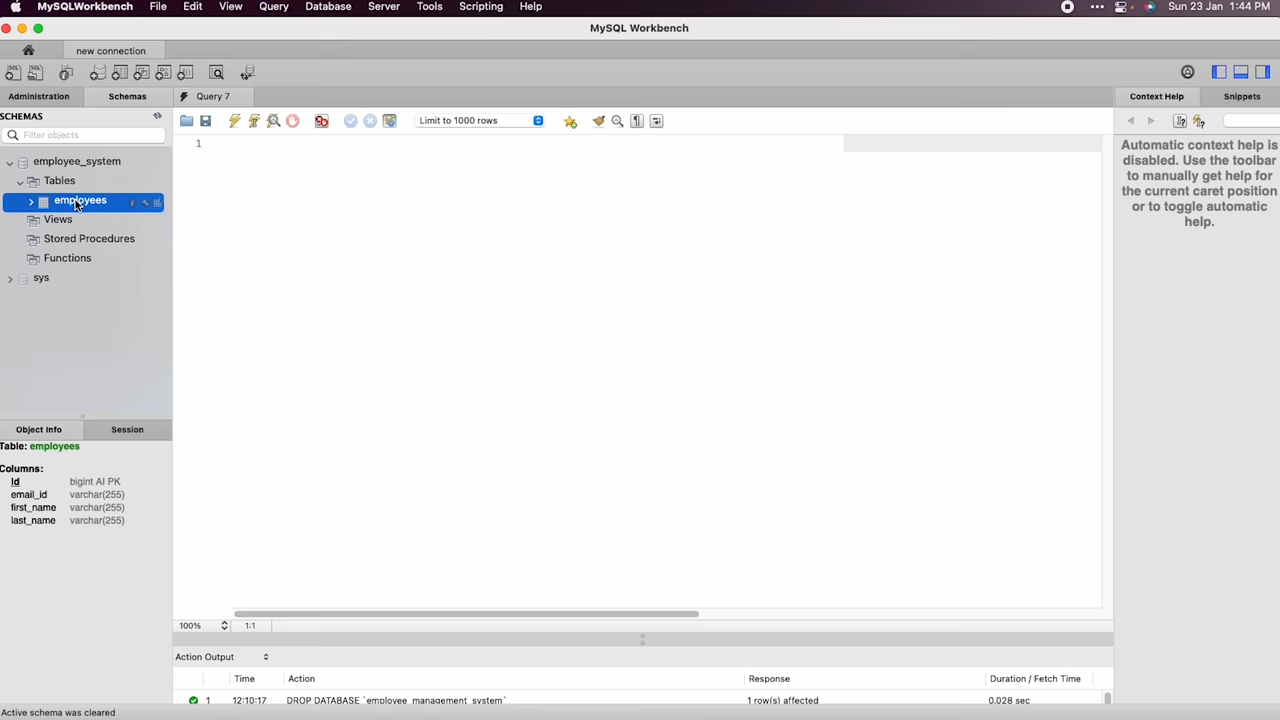 MySQLWorkbench File Edit View Query Database Server Tools Scripting Help Sun 23 Jan 1:44 PM
MySQL Workbench
new connection
Administration Schemas Query 7 Context Help Snippets
SCHEMAS
Filter objects
Limit to 1000 rows
employee_system
Tables
employees
Views
Stored Procedures
Functions
sys
1
Automatic context help is
disabled. Use the toolbar
to manually get help for
the current caret position
or to toggle automatic
help.
Object Info Session
Table: employees
Columns:
id bigint AI PK
email_id varchar(255)
first_name varchar(255)
last_name varchar(255)
100% 1:1
Action Output
Time Action Response Duration / Fetch Time
1 12:10:17 DROP DATABASE `employee_management_system` 1 row(s) affected 0.028 sec
Active schema was cleared